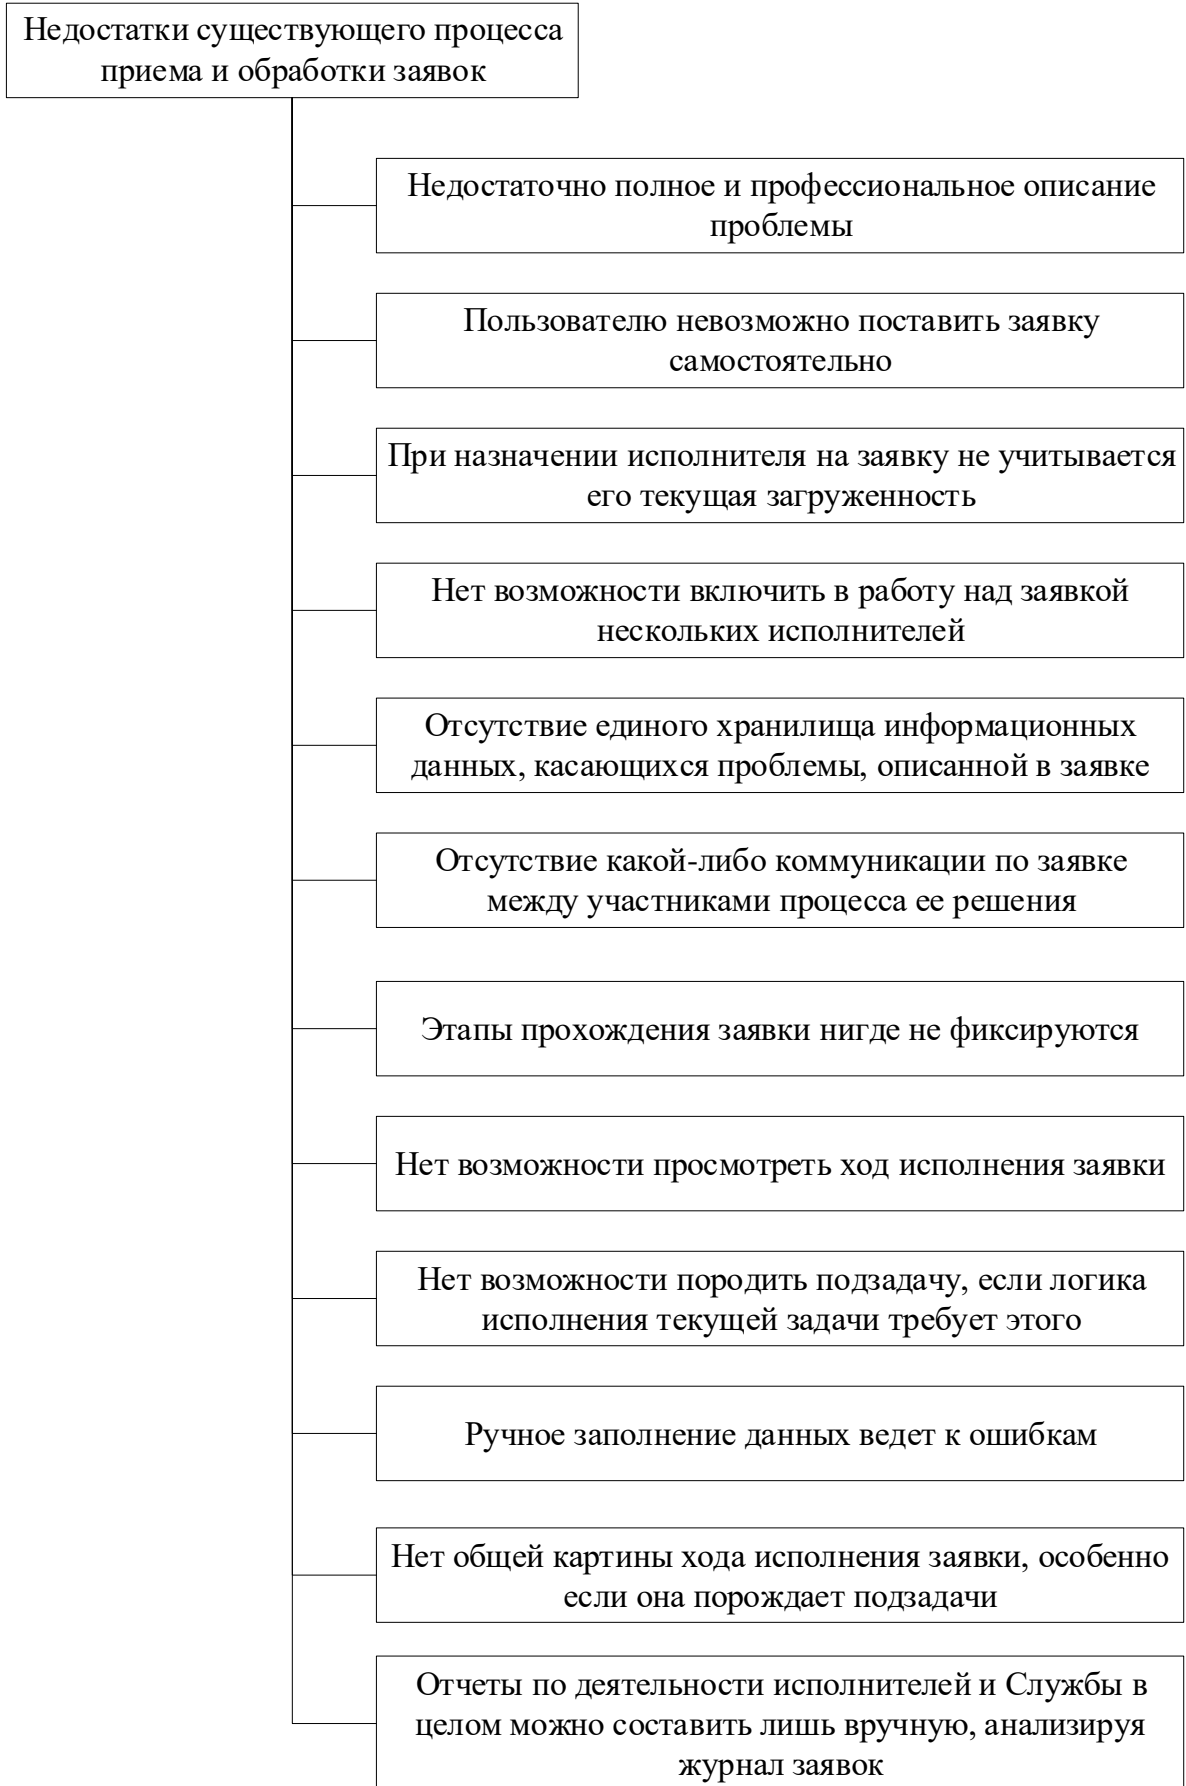 Недостатки существующего процесса
приема и обработки заявок
Недостаточно полное и профессиональное описание
проблемы
Пользователю невозможно поставить заявку
самостоятельно
При назначении исполнителя на заявку не учитывается
его текущая загруженность
Нет возможности включить в работу над заявкой
нескольких исполнителей
Отсутствие единого хранилища информационных
данных, касающихся проблемы, описанной в заявке
Отсутствие какой-либо коммуникации по заявке
между участниками процесса ее решения
Этапы прохождения заявки нигде не фиксируются
Нет возможности просмотреть ход исполнения заявки
Нет возможности породить подзадачу, если логика
исполнения текущей задачи требует этого
Ручное заполнение данных ведет к ошибкам
Нет общей картины хода исполнения заявки, особенно
если она порождает подзадачи
Отчеты по деятельности исполнителей и Службы в
целом можно составить лишь вручную, анализируя
журнал заявок